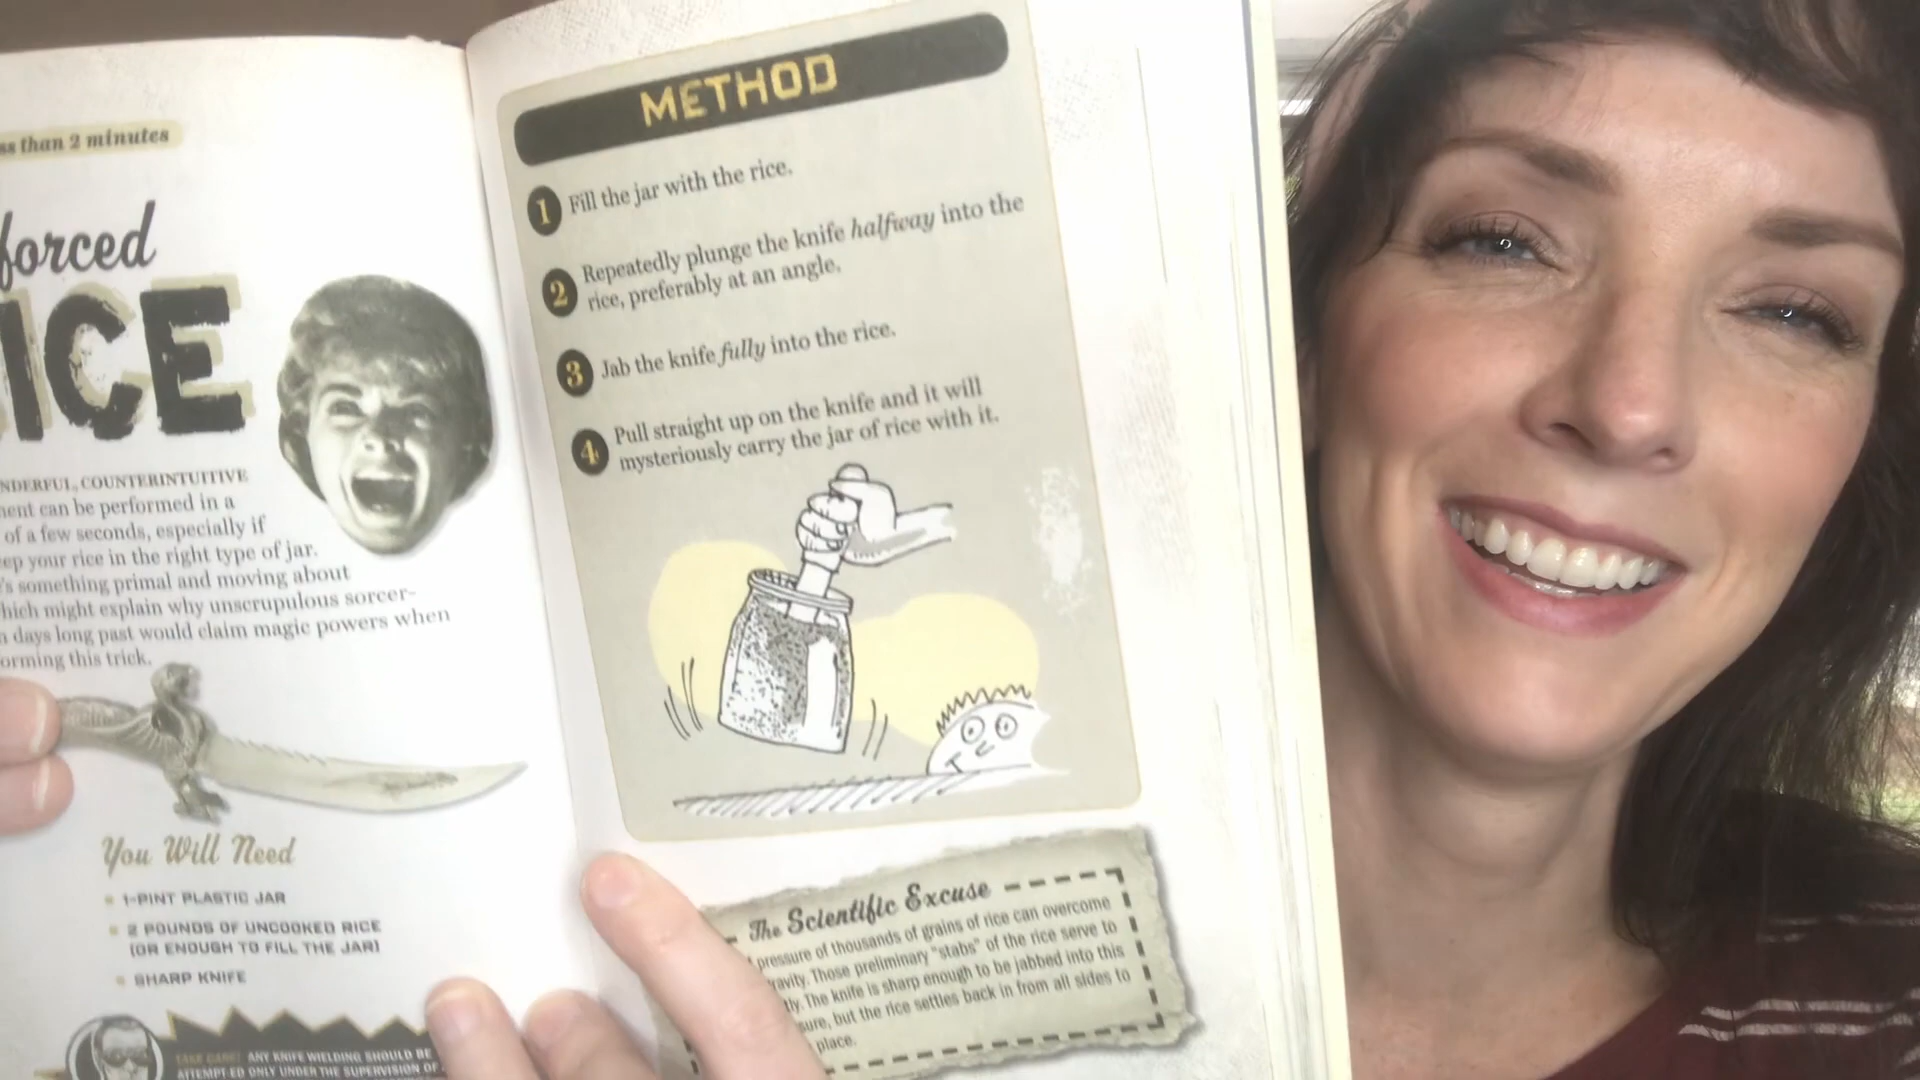 than 2 minutes
forced
ICE
COUNTERINTUITIVE
can be performed in a
of a few seconds, especially if
your rice in the right type of jar.
something primal and moving about
which might explain why unscrupulous sorcer-
days long past would claim magic powers when
this trick.
You Will Need
1-PINT PLASTIC JAR
2 POUNDS OF UNCOOKED RICE
(OR ENOUGH TO FILL THE JAR)
SHARP KNIFE
TAKE CARE! ANY KNIFE WIELDING SHOULD BE
ATTEMPTED ONLY UNDER THE SUPERVISION OF
METHOD
1 Fill the jar with the rice.
2 Repeatedly plunge the knife halfway into the
rice, preferably at an angle.
3 Jab the knife fully into the rice.
4 Pull straight up on the knife and it will
mysteriously carry the jar of rice with it.
The Scientific Excuse
pressure of thousands of grains of rice can overcome
Those preliminary "stabs" of the rice serve to
The knife is sharp enough to be jabbed into this
but the rice settles back in from all sides to
place.